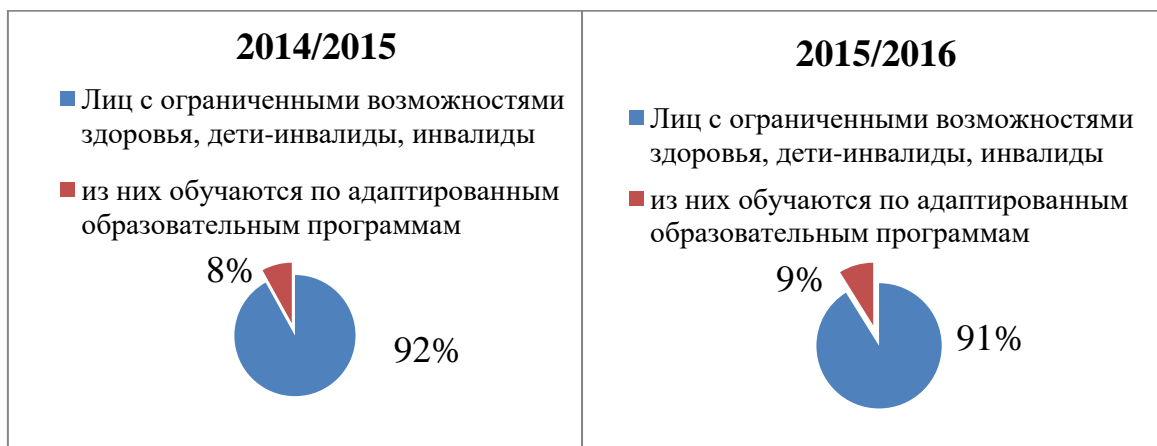 2014/2015
Лиц с ограниченными возможностями
здоровья, дети-инвалиды, инвалиды
из них обучаются по адаптированным
образовательным программам
8%
92%
2015/2016
Лиц с ограниченными возможностями
здоровья, дети-инвалиды, инвалиды
из них обучаются по адаптированным
образовательным программам
9%
91%